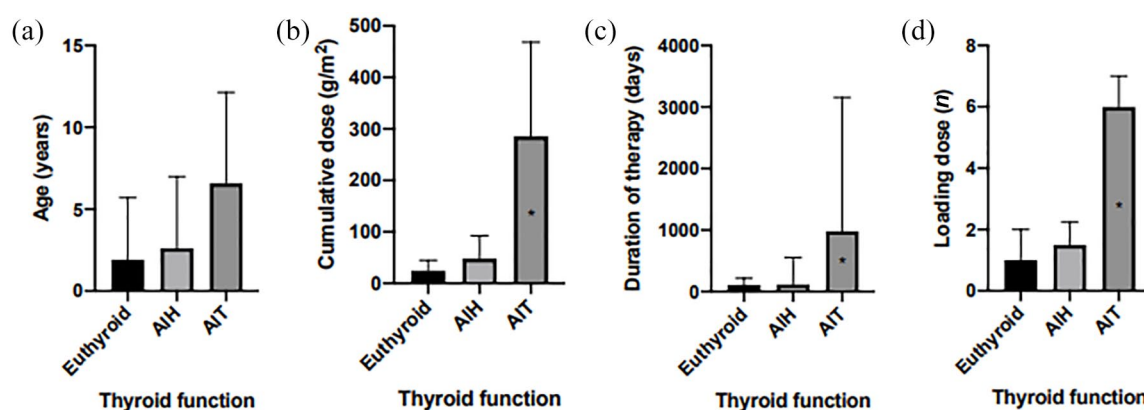 (a)
Age (years)
15
10
5
0
Euthyroid
AIH
AIT
Thyroid function
(b)
Cumulative dose (g/m²)
500
400
300
200
100
0
Euthyroid
AIH
AIT
*
Thyroid function
(c)
Duration of therapy (days)
4000
3000
2000
1000
0
Euthyroid
AIH
AIT
*
Thyroid function
(d)
Loading dose (n)
8
6
4
2
0
Euthyroid
AIH
AIT
*
Thyroid function